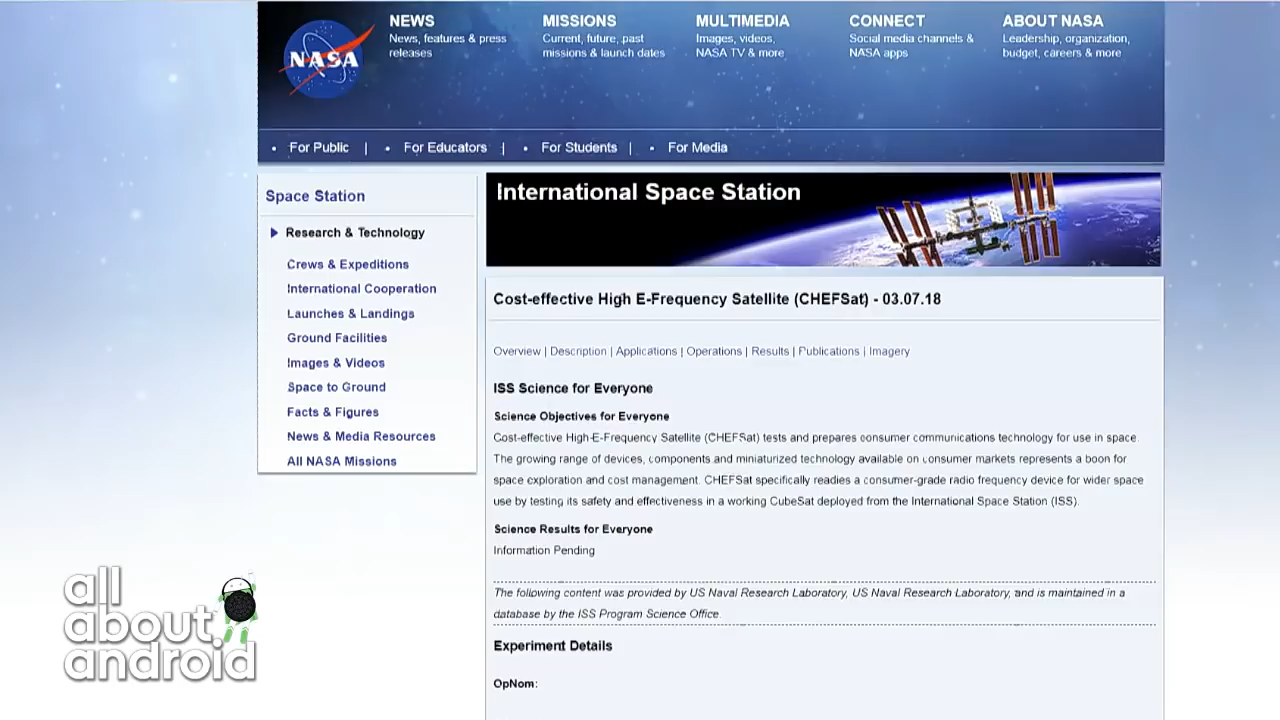 NASA
NEWS
News, features & press
releases
MISSIONS
Current, future, past
missions & launch dates
MULTIMEDIA
Images, videos,
NASA TV & more
CONNECT
Social media channels &
NASA apps
ABOUT NASA
Leadership, organization,
budget, careers & more
• For Public | • For Educators | • For Students | • For Media
Space Station
Research & Technology
Crews & Expeditions
International Cooperation
Launches & Landings
Ground Facilities
Images & Videos
Space to Ground
Facts & Figures
News & Media Resources
All NASA Missions
International Space Station
Cost-effective High E-Frequency Satellite (CHEFSat) - 03.07.18
Overview | Description | Applications | Operations | Results | Publications | Imagery
ISS Science for Everyone
Science Objectives for Everyone
Cost-effective High-E-Frequency Satellite (CHEFSat) tests and prepares consumer communications technology for use in space.
The growing range of devices, components and miniaturized technology available on consumer markets represents a boon for
space exploration and cost management. CHEFSat specifically readies a consumer-grade radio frequency device for wider space
use by testing its safety and effectiveness in a working CubeSat deployed from the International Space Station (ISS).
Science Results for Everyone
Information Pending
The following content was provided by US Naval Research Laboratory, US Naval Research Laboratory, and is maintained in a
database by the ISS Program Science Office.
Experiment Details
OpNom:
all
about
android